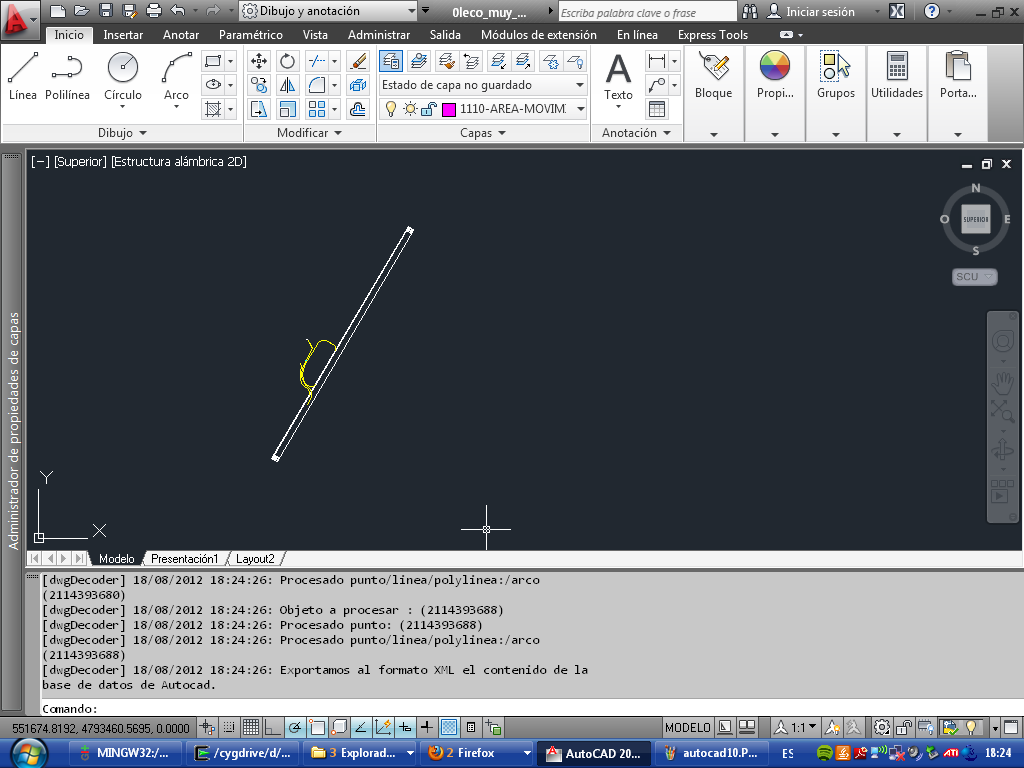 Dibujo y anotación
0leco_muy_...
Escriba palabra clave o frase
Iniciar sesión
Inicio
Insertar
Anotar
Paramétrico
Vista
Administrar
Salida
Módulos de extensión
En línea
Express Tools
Línea
Polilínea
Círculo
Arco
Estado de capa no guardado
1110-AREA-MOVIM
Texto
Bloque
Propi...
Grupos
Utilidades
Porta...
Dibujo
Modificar
Capas
Anotación
[−] [Superior] [Estructura alámbrica 2D]
N
O
SUPERIOR
E
S
SCU
Administrador de propiedades de capas
Y
X
Modelo
Presentación1
Layout2
[dwgDecoder] 18/08/2012 18:24:26: Procesado punto/linea/polylinea:/arco
(2114393680)
[dwgDecoder] 18/08/2012 18:24:26: Objeto a procesar : (2114393688)
[dwgDecoder] 18/08/2012 18:24:26: Procesado punto: (2114393688)
[dwgDecoder] 18/08/2012 18:24:26: Procesado punto/linea/polylinea:/arco
(2114393688)
[dwgDecoder] 18/08/2012 18:24:26: Exportamos al formato XML el contenido de la
base de datos de Autocad.
Comando:
551674.8192, 4793460.5695, 0.0000
MODELO
1:1
MINGW32:/...
/cygdrive/d/...
3 Explorad...
2 Firefox
AutoCAD 20...
autocad10.P...
ES
ATI
18:24